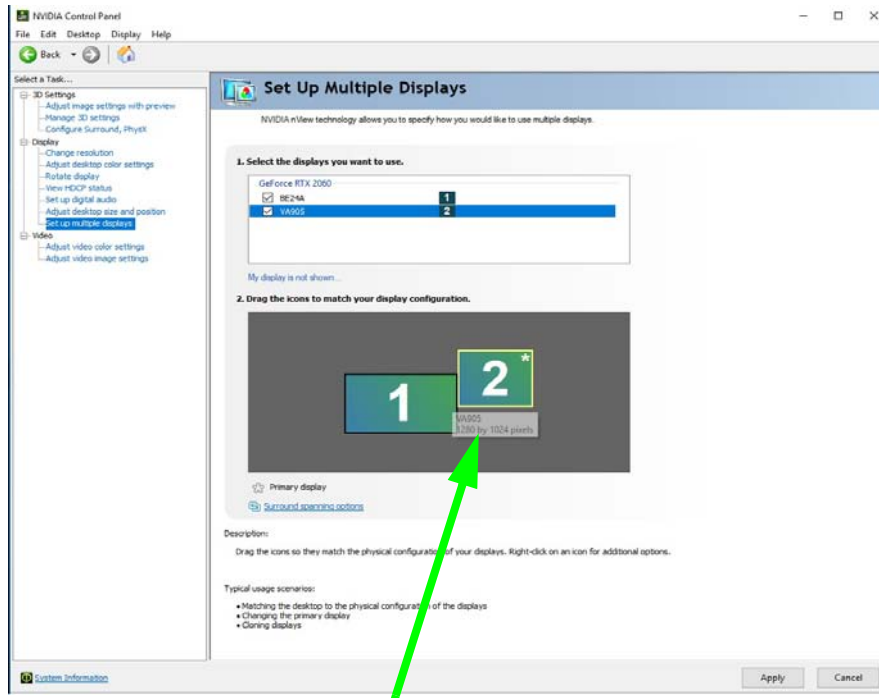 NVIDIA Control Panel
File Edit Desktop Display Help
Back
Select a Task...
3D Settings
Adjust image settings with preview
Manage 3D settings
Configure Surround, PhysX
Display
Change resolution
Adjust desktop color settings
Rotate display
View HDCP status
Set up digital audio
Adjust desktop size and position
Set up multiple displays
Video
Adjust video color settings
Adjust video image settings
Set Up Multiple Displays
NVIDIA nView technology allows you to specify how you would like to use multiple displays.
1. Select the displays you want to use.
GeForce RTX 2060
BE24A 1
VA905 2
My display is not shown...
2. Drag the icons to match your display configuration.
1
2
*
VA905
1280 by 1024 pixels
Primary display
Surround spanning options
Description:
Drag the icons so they match the physical configuration of your displays. Right-click on an icon for additional options.
Typical usage scenarios:
• Matching the desktop to the physical configuration of the displays
• Changing the primary display
• Cloning displays
System Information
Apply Cancel